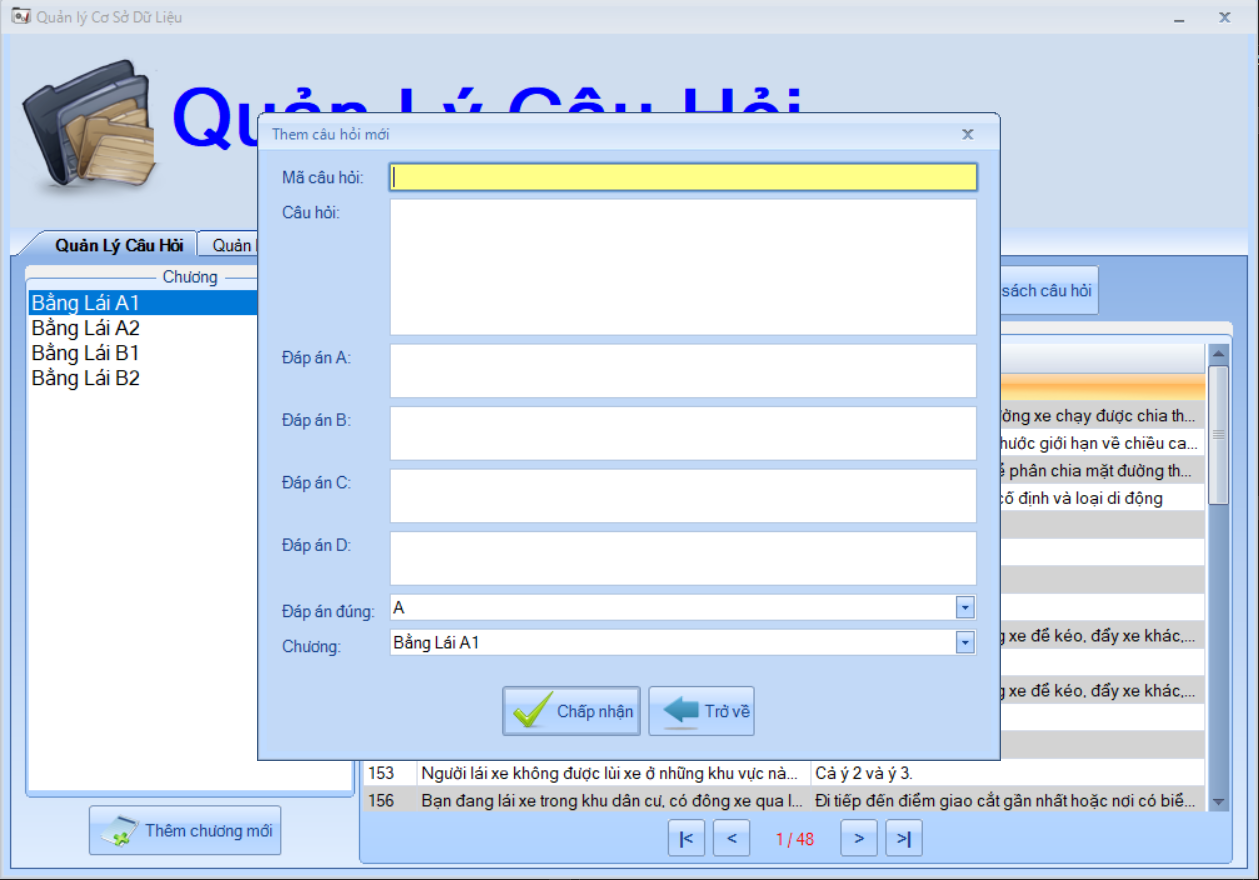 Quản lý Cơ Sở Dữ Liệu
Quản Lý Câu Hỏi
Them câu hỏi mới
Mã câu hỏi:
Câu hỏi:
Đáp án A:
Đáp án B:
Đáp án C:
Đáp án D:
Đáp án đúng:
A
Chương:
Bằng Lái A1
Chấp nhận
Trở về
Quản Lý Câu Hỏi
Quản
Chương
Bằng Lái A1
Bằng Lái A2
Bằng Lái B1
Bằng Lái B2
Thêm chương mới
sách câu hỏi
xe chạy được chia th...
giới hạn về chiều ca...
phân chia mặt đường th...
định và loại di động
xe để kéo, đẩy xe khác,...
xe để kéo, đẩy xe khác,...
153 Người lái xe không được lùi xe ở những khu vực nà... Cả ý 2 và ý 3.
156 Bạn đang lái xe trong khu dân cư, có đông xe qua l... Đi tiếp đến điểm giao cắt gần nhất hoặc nơi có biể...
|< < 1 / 48 > >|